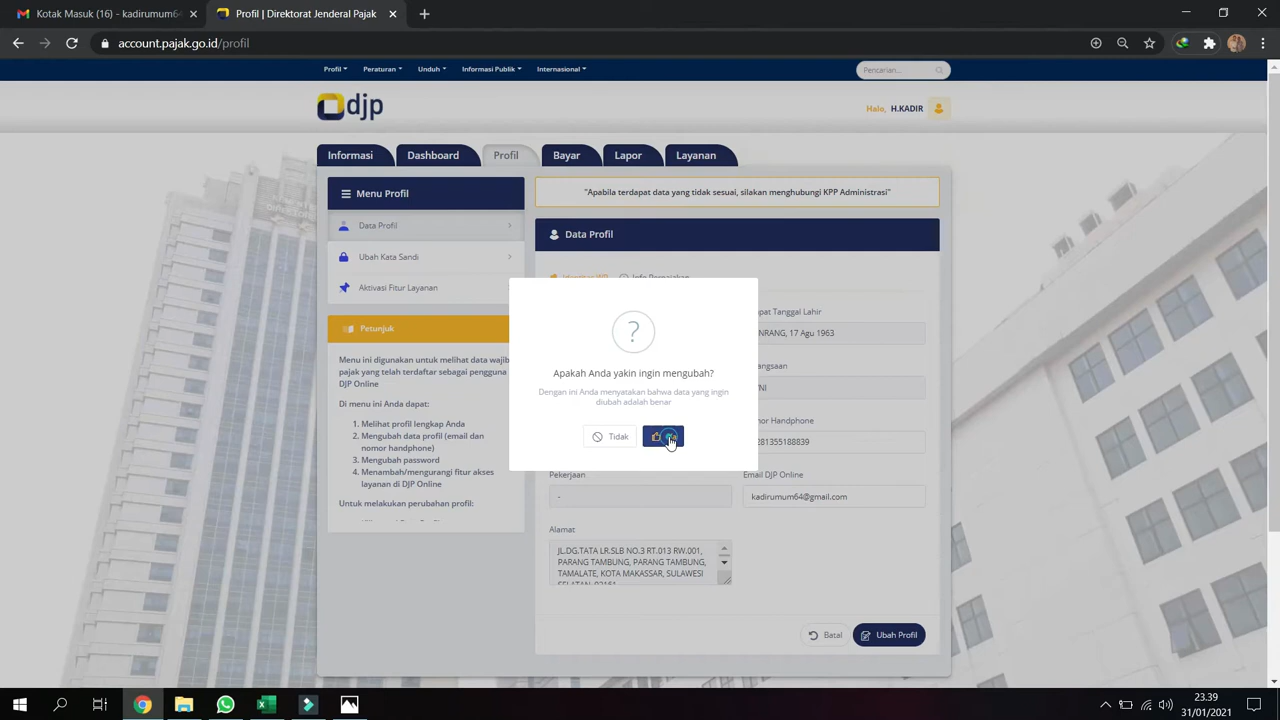 Kotak Masuk (16) - kadirumum64
Profil | Direktorat Jenderal Pajak
account.pajak.go.id/profil
Profil Peraturan Unduh Informasi Publik Internasional
Pencarian...
djp
Halo, H.KADIR
Informasi Dashboard Profil Bayar Lapor Layanan
Menu Profil
Data Profil
Ubah Kata Sandi
Aktivasi Fitur Layanan
Petunjuk
Menu ini digunakan untuk melihat data wajib
pajak yang telah terdaftar sebagai pengguna
DJP Online
Di menu ini Anda dapat:
1. Melihat profil lengkap Anda
2. Mengubah data profil (email dan
nomor handphone)
3. Mengubah password
4. Menambah/mengurangi fitur akses
layanan di DJP Online
Untuk melakukan perubahan profil:
"Apabila terdapat data yang tidak sesuai, silakan menghubungi KPP Administrasi"
Data Profil
Tanggal Lahir
17 Agu 1963
Handphone
281355188839
Apakah Anda yakin ingin mengubah?
Dengan ini Anda menyatakan bahwa data yang ingin
diubah adalah benar
Tidak
Pekerjaan
-
Email DJP Online
kadirumum64@gmail.com
Alamat
JL.DG.TATA LR.SLB NO.3 RT.013 RW.001,
PARANG TAMBUNG, PARANG TAMBUNG,
TAMALATE, KOTA MAKASSAR, SULAWESI
Batal Ubah Profil
23.39
31/01/2021